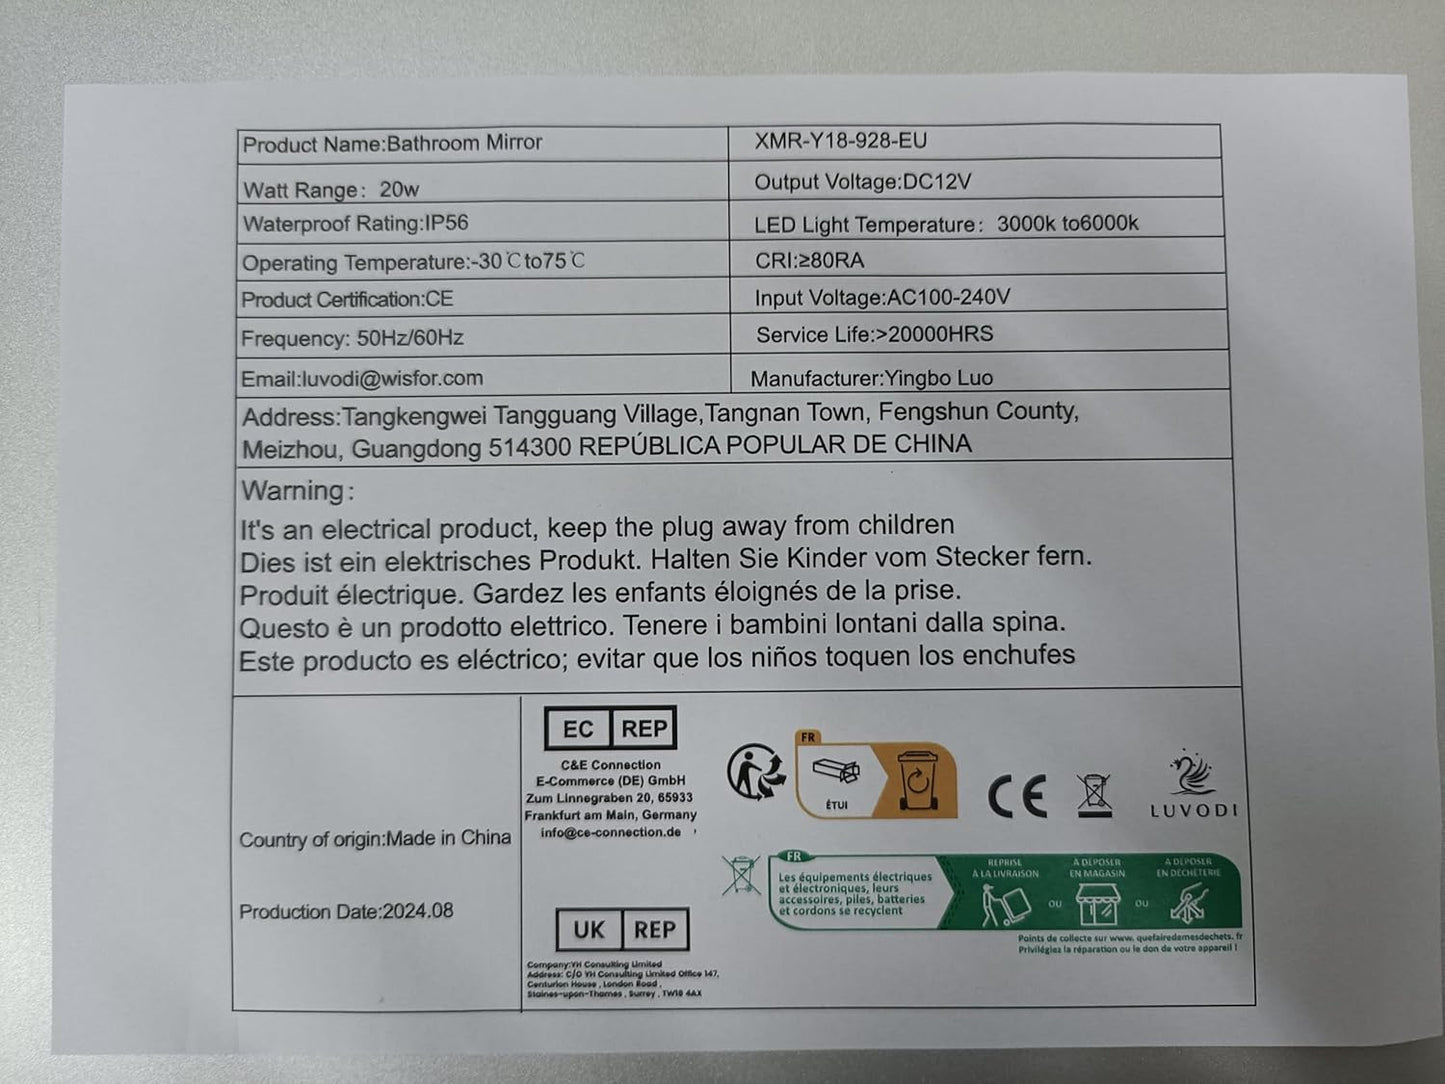 Product Name:Bathroom Mirror
XMR-Y18-928-EU
Watt Range： 20w
Output Voltage:DC12V
Waterproof Rating:IP56
LED Light Temperature： 3000k to6000k
Operating Temperature:-30℃to75℃
CRI:≥80RA
Product Certification:CE
Input Voltage:AC100-240V
Frequency: 50Hz/60Hz
Service Life:>20000HRS
Email:luvodi@wisfor.com
Manufacturer:Yingbo Luo
Address:Tangkengwei Tangguang Village,Tangnan Town, Fengshun County,
Meizhou, Guangdong 514300 REPÚBLICA POPULAR DE CHINA
Warning：
It's an electrical product, keep the plug away from children
Dies ist ein elektrisches Produkt. Halten Sie Kinder vom Stecker fern.
Produit électrique. Gardez les enfants éloignés de la prise.
Questo è un prodotto elettrico. Tenere i bambini lontani dalla spina.
Este producto es eléctrico; evitar que los niños toquen los enchufes
Country of origin:Made in China
Production Date:2024.08
EC REP
C&E Connection
E-Commerce (DE) GmbH
Zum Linnegraben 20, 65933
Frankfurt am Main, Germany
info@ce-connection.de
UK REP
Company:YH Consulting Limited
Address: C/O YH Consulting Limited Office 147,
Centurion House , London Road ,
Staines-upon-Thames , Surrey , TW18 4AX
FR
ÉTUI
CE
LUVODI
FR
Les équipements électriques
et électroniques, leurs
accessoires, piles, batteries
et cordons se recyclent
REPRISE
À LA LIVRAISON
OU
À DÉPOSER
EN MAGASIN
OU
À DÉPOSER
EN DÉCHÈTERIE
Points de collecte sur www. quefairedemesdechets. fr
Privilégiez la réparation ou le don de votre appareil !